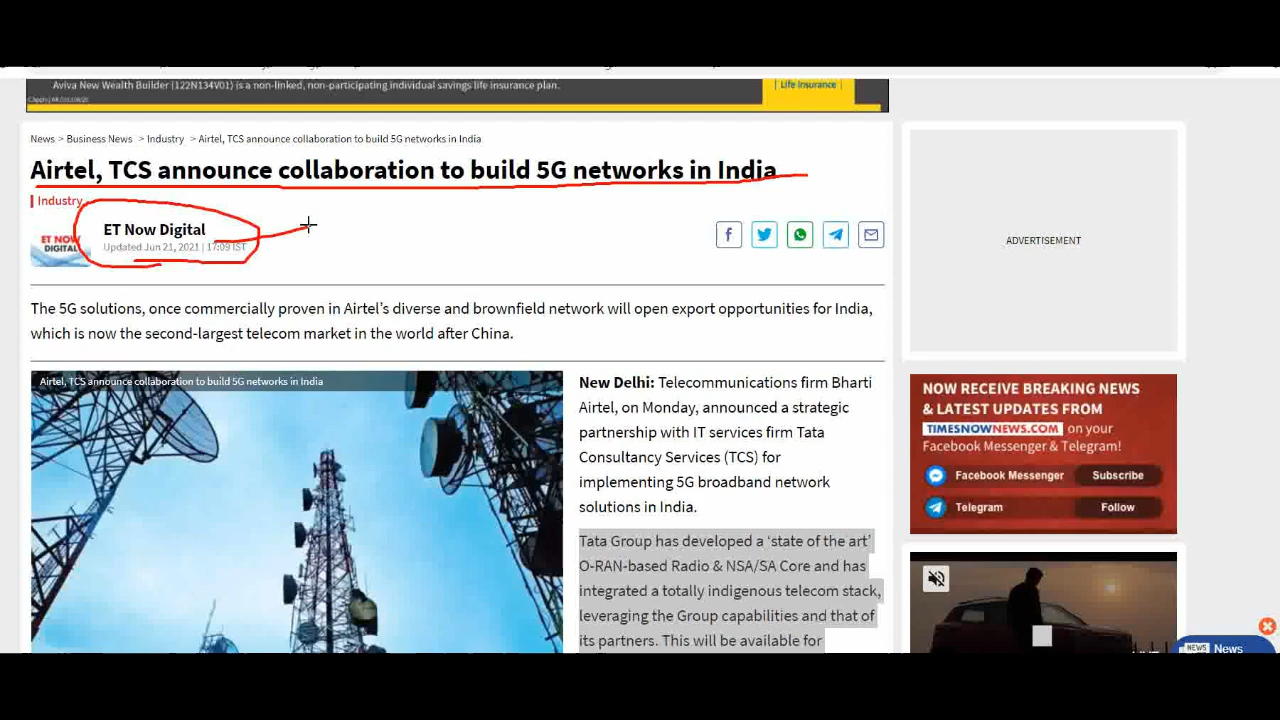 Aviva New Wealth Builder (122N134V01) is a non-linked, non-participating individual savings life insurance plan.
| Life Insurance |
News > Business News > Industry > Airtel, TCS announce collaboration to build 5G networks in India
Airtel, TCS announce collaboration to build 5G networks in India
Industry
ET NOW
DIGITAL
ET Now Digital
Updated Jun 21, 2021 | 17:09 IST
ADVERTISEMENT
The 5G solutions, once commercially proven in Airtel’s diverse and brownfield network will open export opportunities for India,
which is now the second-largest telecom market in the world after China.
Airtel, TCS announce collaboration to build 5G networks in India
New Delhi: Telecommunications firm Bharti
Airtel, on Monday, announced a strategic
partnership with IT services firm Tata
Consultancy Services (TCS) for
implementing 5G broadband network
solutions in India.
Tata Group has developed a ‘state of the art’
O-RAN-based Radio & NSA/SA Core and has
integrated a totally indigenous telecom stack,
leveraging the Group capabilities and that of
its partners. This will be available for
NOW RECEIVE BREAKING NEWS
& LATEST UPDATES FROM
TIMESNOWNEWS.COM on your
Facebook Messenger & Telegram!
Facebook Messenger Subscribe
Telegram Follow
NEWS News